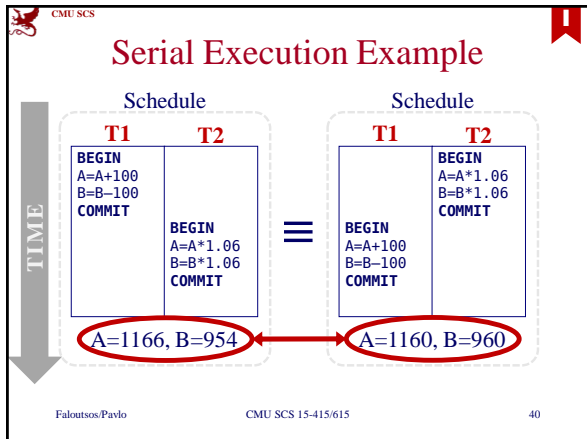 CMU SCS
I
Serial Execution Example
Schedule
T1 T2
BEGIN
A=A+100
B=B–100
COMMIT
BEGIN
A=A*1.06
B=B*1.06
COMMIT
A=1166, B=954
≡
Schedule
T1 T2
BEGIN
A=A*1.06
B=B*1.06
COMMIT
BEGIN
A=A+100
B=B–100
COMMIT
A=1160, B=960
TIME
Faloutsos/Pavlo CMU SCS 15-415/615 40